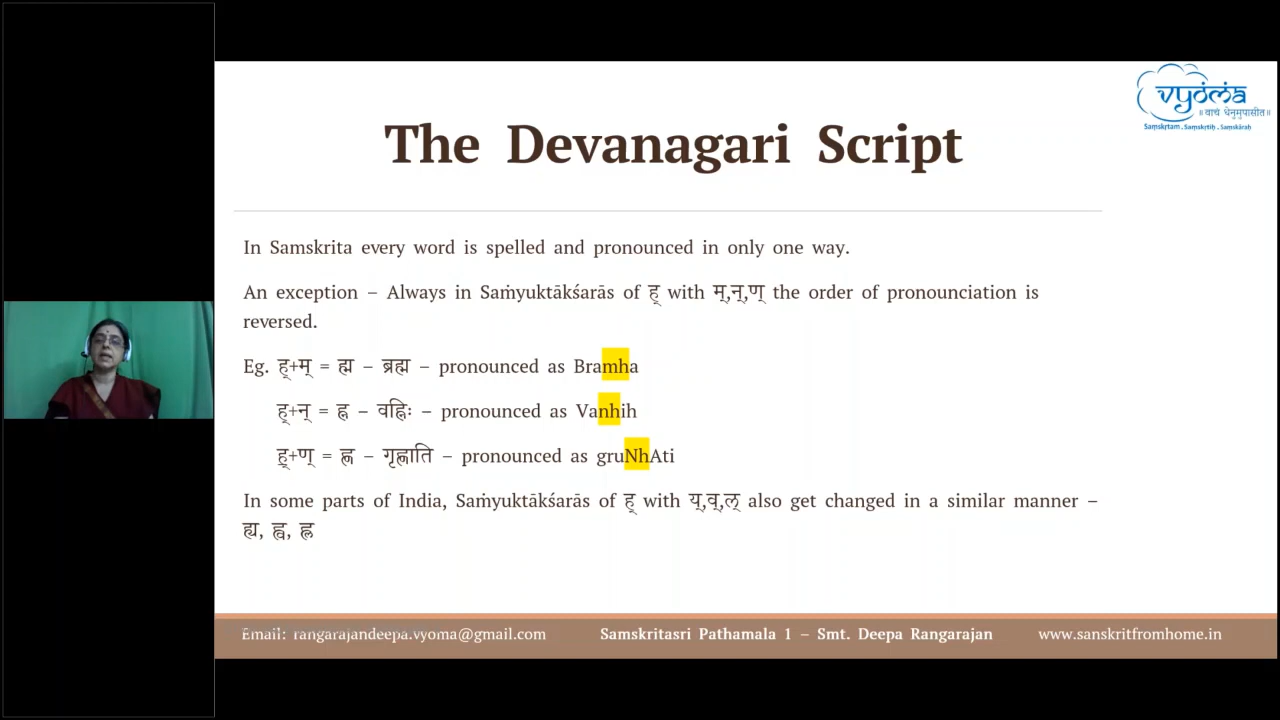 vyoma
॥ वाचं धेनुमुपासीत॥
Saṃskṛtam . Saṃskṛtiḥ . Saṃskāraḥ
The Devanagari Script
In Samskrita every word is spelled and pronounced in only one way.
An exception – Always in Saṁyuktākśarās of ह् with म्,न्,ण् the order of pronounciation is
reversed.
Eg. ह्+म् = ह्म – ब्रह्म – pronounced as Bramha
ह्+न् = ह्न – वह्निः – pronounced as Vanhih
ह्+ण् = ह्ण – गृह्णाति – pronounced as gruNhAti
In some parts of India, Saṁyuktākśarās of ह् with य्,व्,ल् also get changed in a similar manner –
ह्य, ह्व, ह्ल
Email: rangarajandeepa.vyoma@gmail.com Samskritasri Pathamala 1 – Smt. Deepa Rangarajan www.sanskritfromhome.in